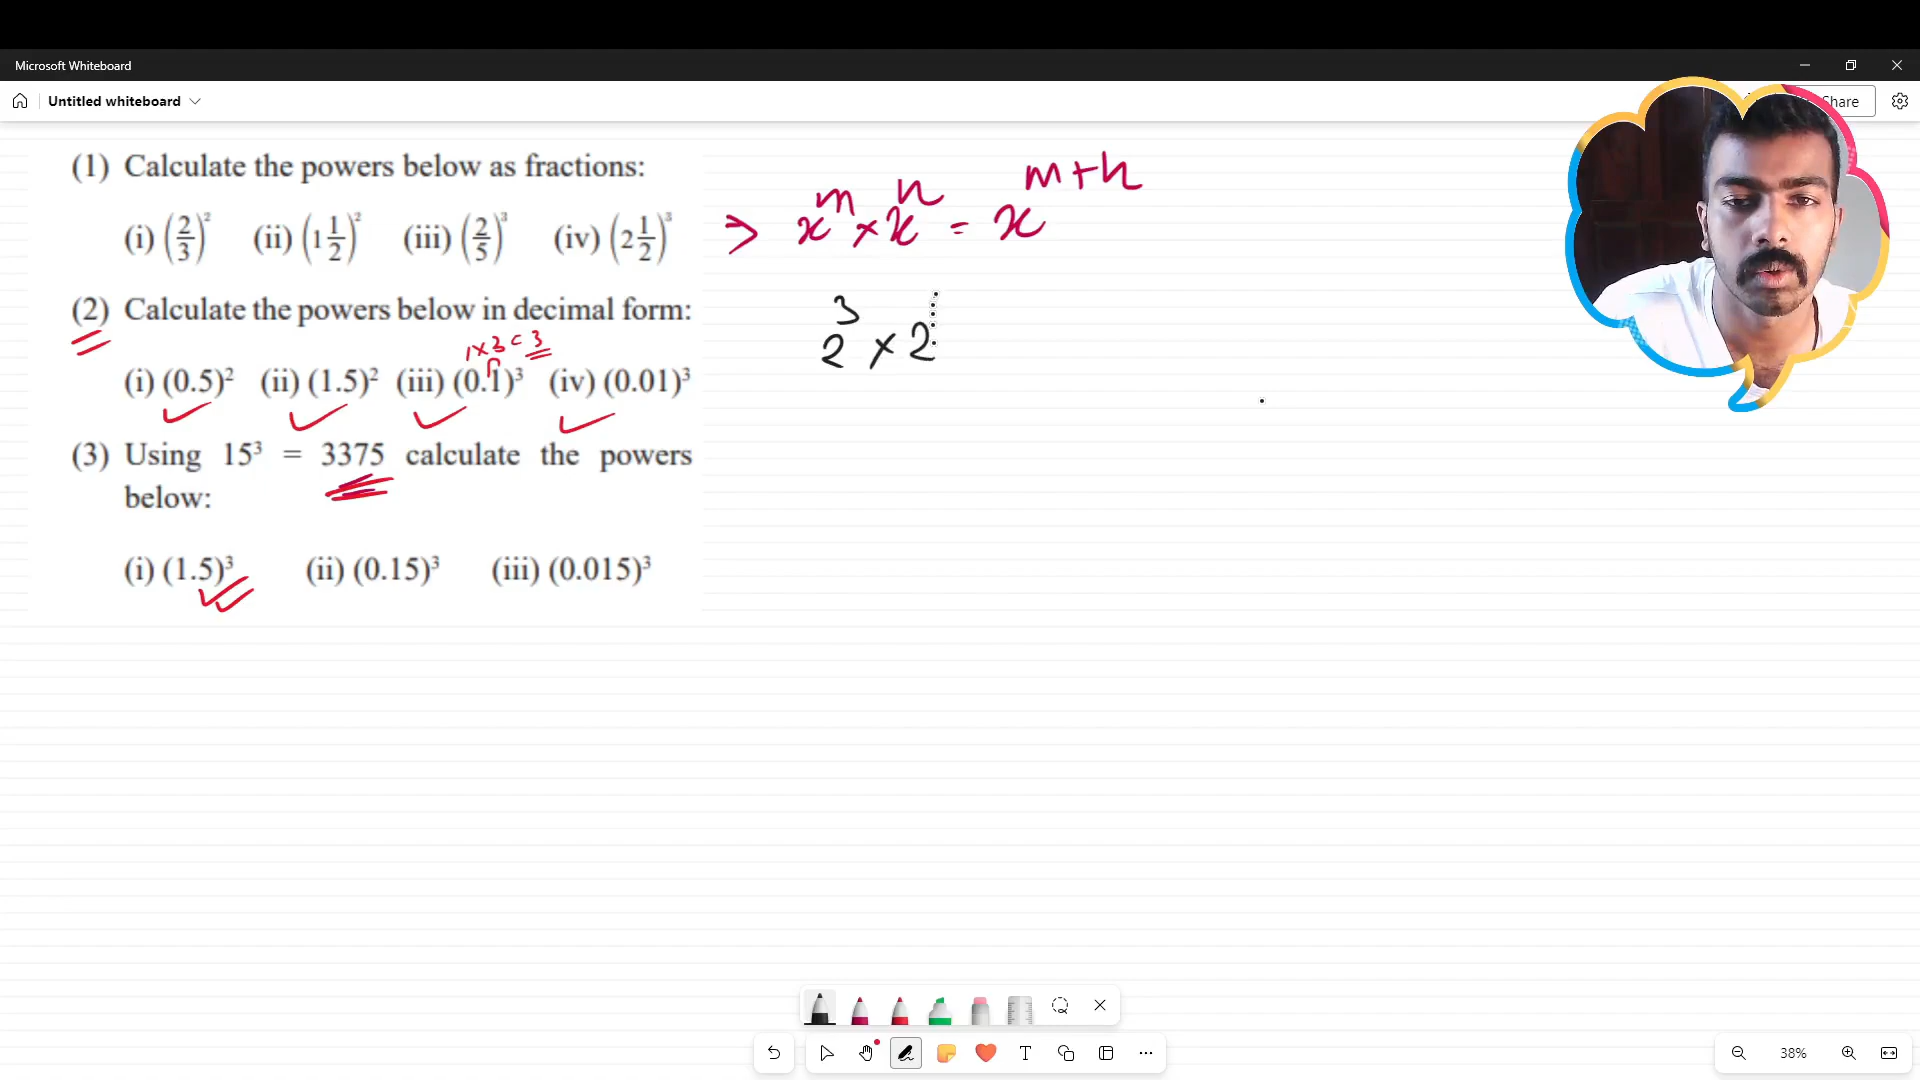 Microsoft Whiteboard
Untitled whiteboard
Share
(1) Calculate the powers below as fractions:
(i) (2/3)² (ii) (1 1/2)² (iii) (2/5)³ (iv) (2 1/2)³
⇒ xᵐ × xⁿ = xᵐ⁺ⁿ
(2) Calculate the powers below in decimal form:
2³ × 2
1×3 = 3
(i) (0.5)² (ii) (1.5)² (iii) (0.1)³ (iv) (0.01)³
(3) Using 15³ = 3375 calculate the powers
below:
(i) (1.5)³ (ii) (0.15)³ (iii) (0.015)³
38%